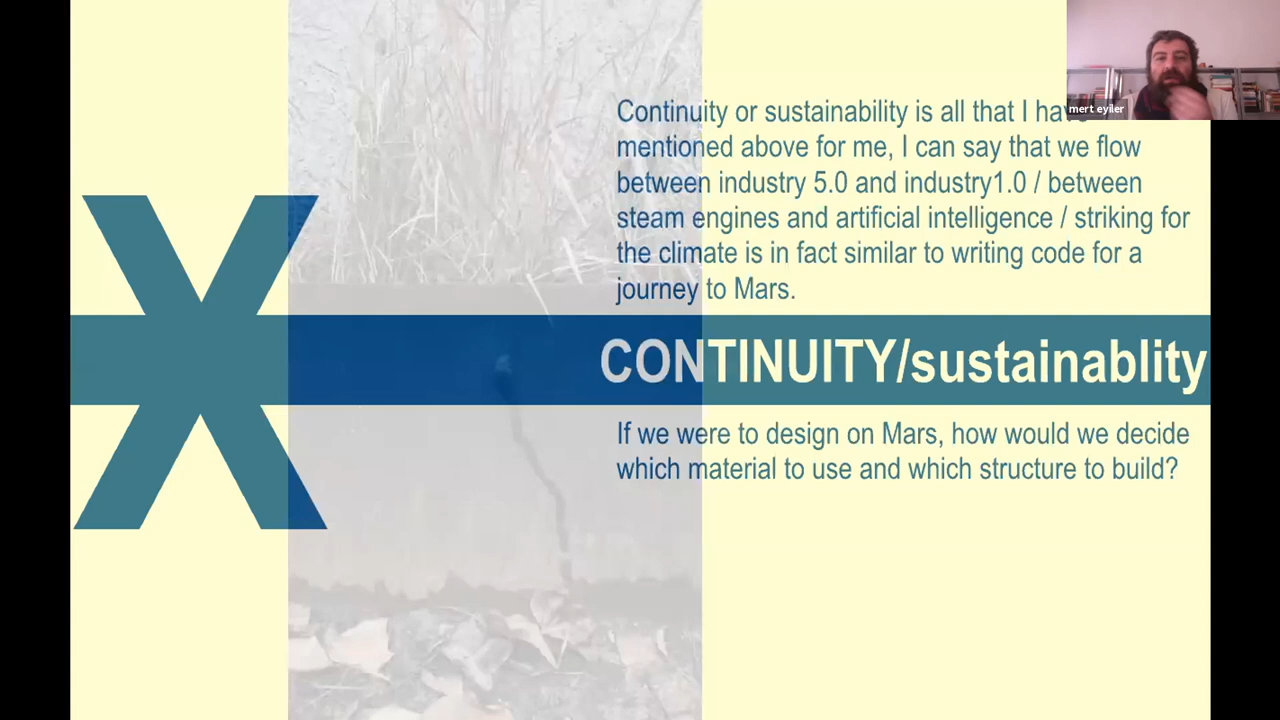 Continuity or sustainability is all that I have
mentioned above for me, I can say that we flow
between industry 5.0 and industry1.0 / between
steam engines and artificial intelligence / striking for
the climate is in fact similar to writing code for a
journey to Mars.
X
CONTINUITY/sustainablity
If we were to design on Mars, how would we decide
which material to use and which structure to build?
mert eyiler